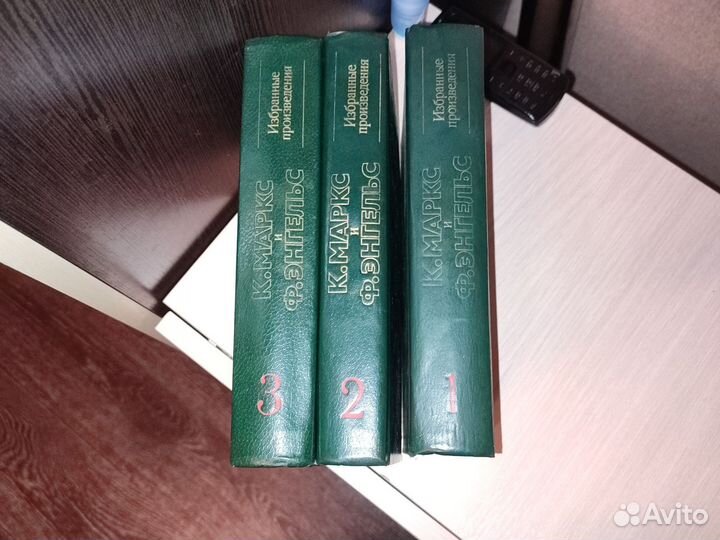 Избранные
произведения
К.МАРКС
и
Ф.ЭНГЕЛЬС
3
Избранные
произведения
К.МАРКС
и
Ф.ЭНГЕЛЬС
2
Избранные
произведения
К.МАРКС
и
Ф.ЭНГЕЛЬС
1
Avito